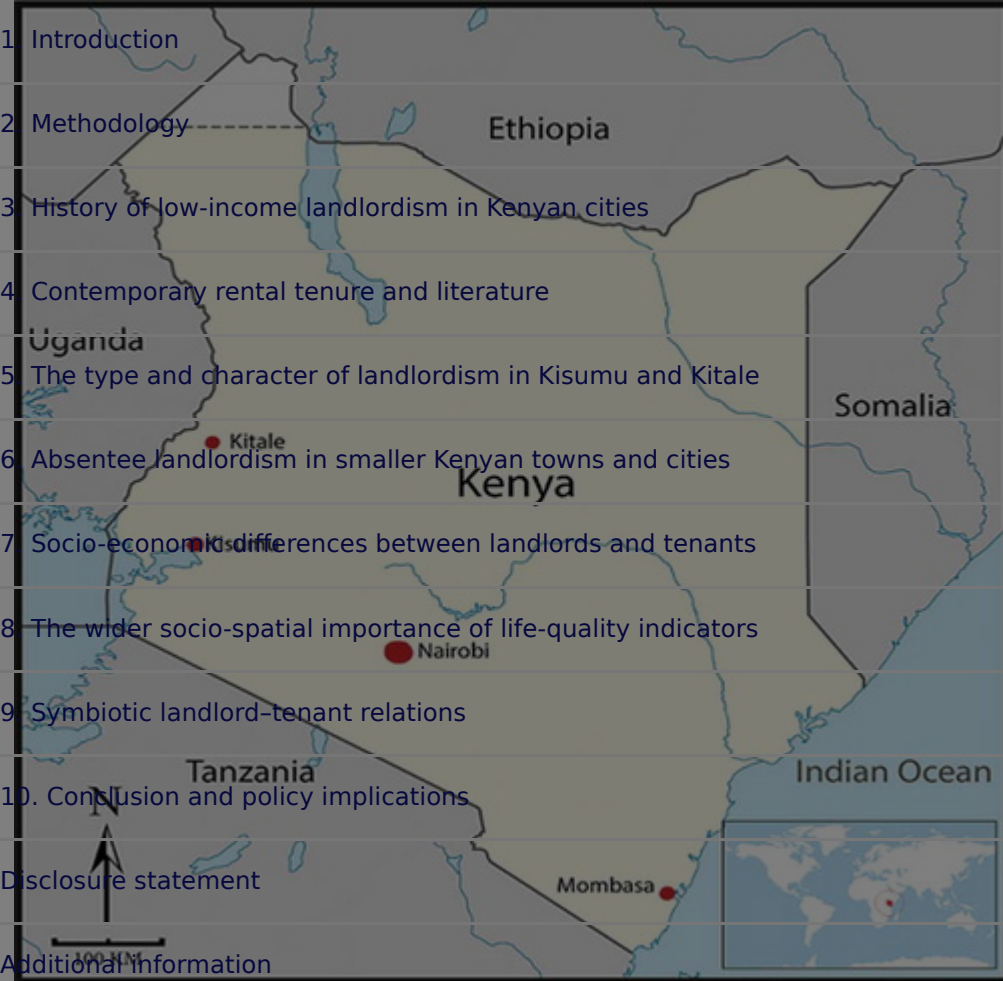 1. Introduction
2. Methodology
Ethiopia
3. History of low-income landlordism in Kenyan cities
4. Contemporary rental tenure and literature
Uganda
5. The type and character of landlordism in Kisumu and Kitale
Somalia
Kitale
6. Absentee landlordism in smaller Kenyan towns and cities
Kenya
7. Socio-economic differences between landlords and tenants
Kisumu
8. The wider socio-spatial importance of life-quality indicators
Nairobi
9. Symbiotic landlord–tenant relations
Tanzania
Indian Ocean
10. Conclusion and policy implications
N
Disclosure statement
Mombasa
100 KM
Additional information